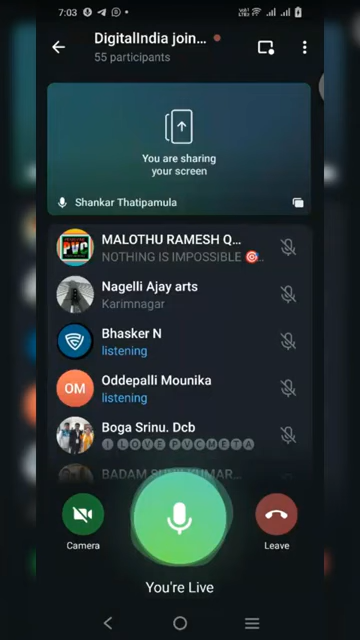 7:03
DigitalIndia join...
55 participants
You are sharing
your screen
Shankar Thatipamula
PVC
MALOTHU RAMESH Q...
NOTHING IS IMPOSSIBLE 🎯...
Nagelli Ajay arts
Karimnagar
Bhasker N
listening
OM
Oddepalli Mounika
listening
Boga Srinu. Dcb
🅘 🅛🅞🅥🅔 🅟🅥🅒🅜🅔🅣🅐
Camera
Leave
You're Live